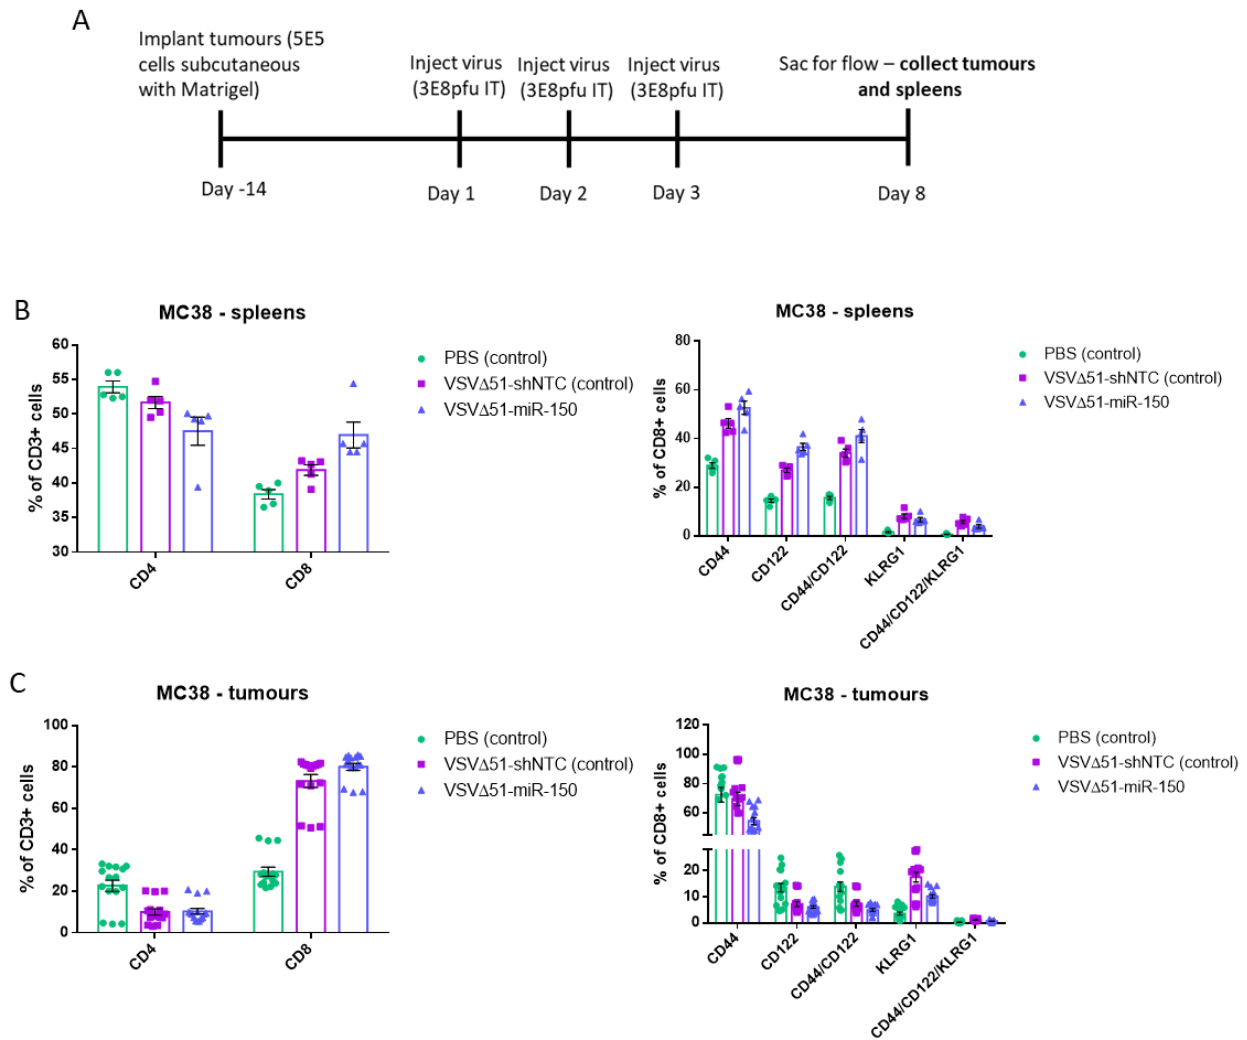 A
Implant tumours (5E5
cells subcutaneous
with Matrigel)
Inject virus
(3E8pfu IT)
Inject virus
(3E8pfu IT)
Inject virus
(3E8pfu IT)
Sac for flow – collect tumours
and spleens
Day -14
Day 1
Day 2
Day 3
Day 8
B
MC38 - spleens
% of CD3+ cells
60
55
50
45
40
35
30
CD4
CD8
PBS (control)
VSVΔ51-shNTC (control)
VSVΔ51-miR-150
MC38 - spleens
% of CD8+ cells
80
60
40
20
0
CD44
CD122
CD44/CD122
KLRG1
CD44/CD122/KLRG1
PBS (control)
VSVΔ51-shNTC (control)
VSVΔ51-miR-150
C
MC38 - tumours
% of CD3+ cells
100
80
60
40
20
0
CD4
CD8
PBS (control)
VSVΔ51-shNTC (control)
VSVΔ51-miR-150
MC38 - tumours
% of CD8+ cells
120
100
80
60
20
10
0
CD44
CD122
CD44/CD122
KLRG1
CD44/CD122/KLRG1
PBS (control)
VSVΔ51-shNTC (control)
VSVΔ51-miR-150